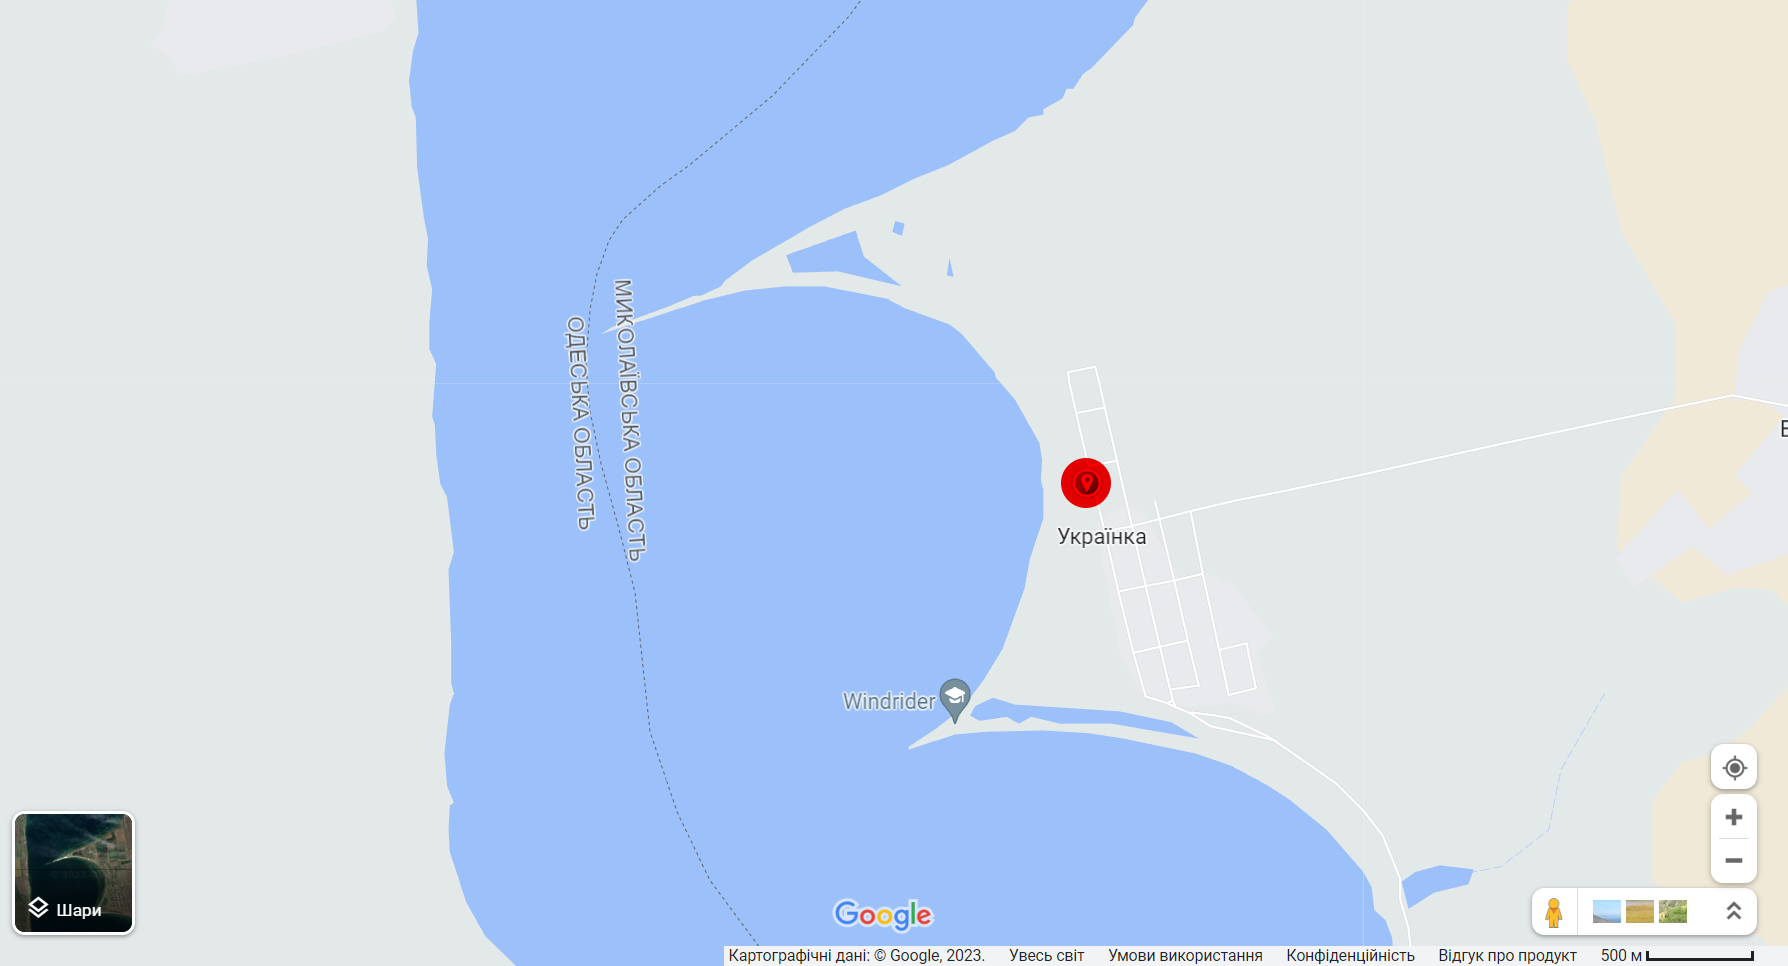 МИКОЛАЇВСЬКА ОБЛАСТЬ
ОДЕСЬКА ОБЛАСТЬ
Українка
Windrider
Шари
Google
Картографічні дані: © Google, 2023.
Увесь світ
Умови використання
Конфіденційність
Відгук про продукт
500 м